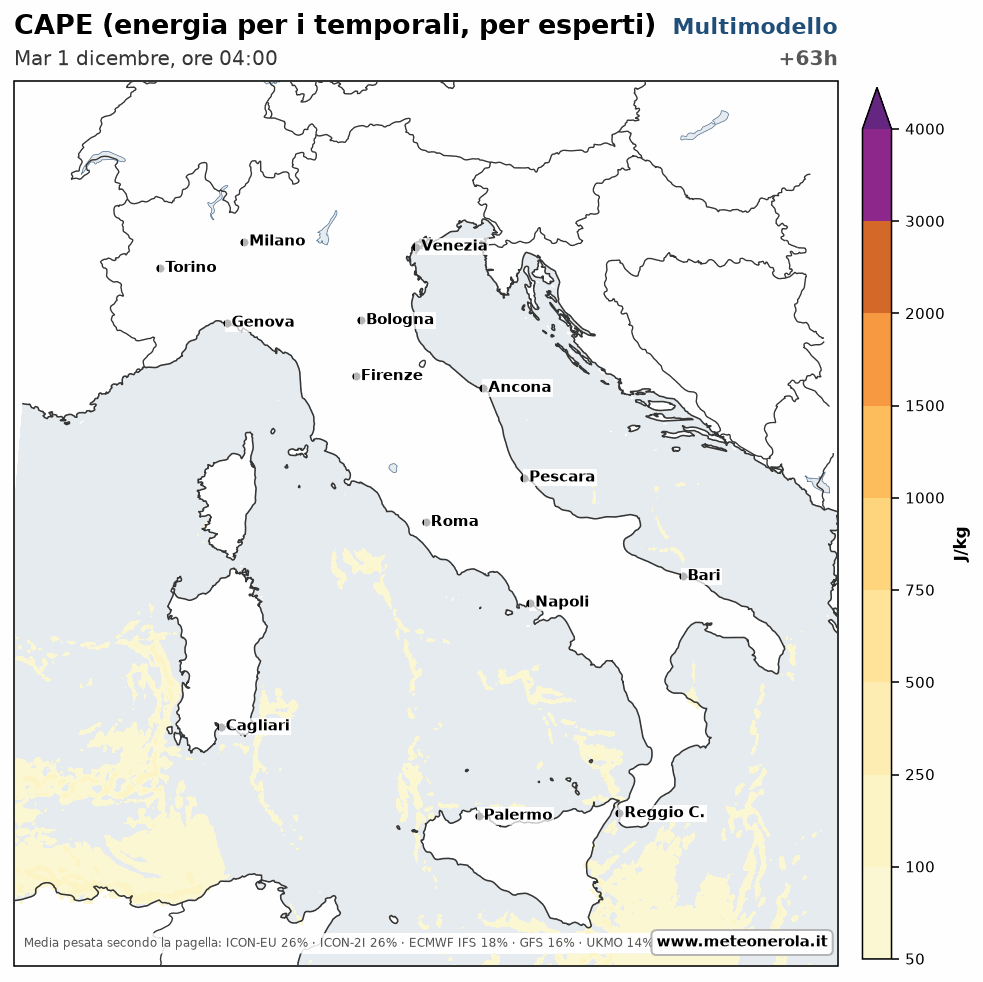 CAPE (energia per i temporali, per esperti) Multimodello
Mar 1 dicembre, ore 04:00 +63h
4000
3000
2000
1500
1000
750
500
250
100
50
J/kg
Milano
Venezia
Torino
Genova
Bologna
Firenze
Ancona
Pescara
Roma
Bari
Napoli
Cagliari
Palermo
Reggio C.
Media pesata secondo la pagella: ICON-EU 26% · ICON-2I 26% · ECMWF IFS 18% · GFS 16% · UKMO 14%
www.meteonerola.it